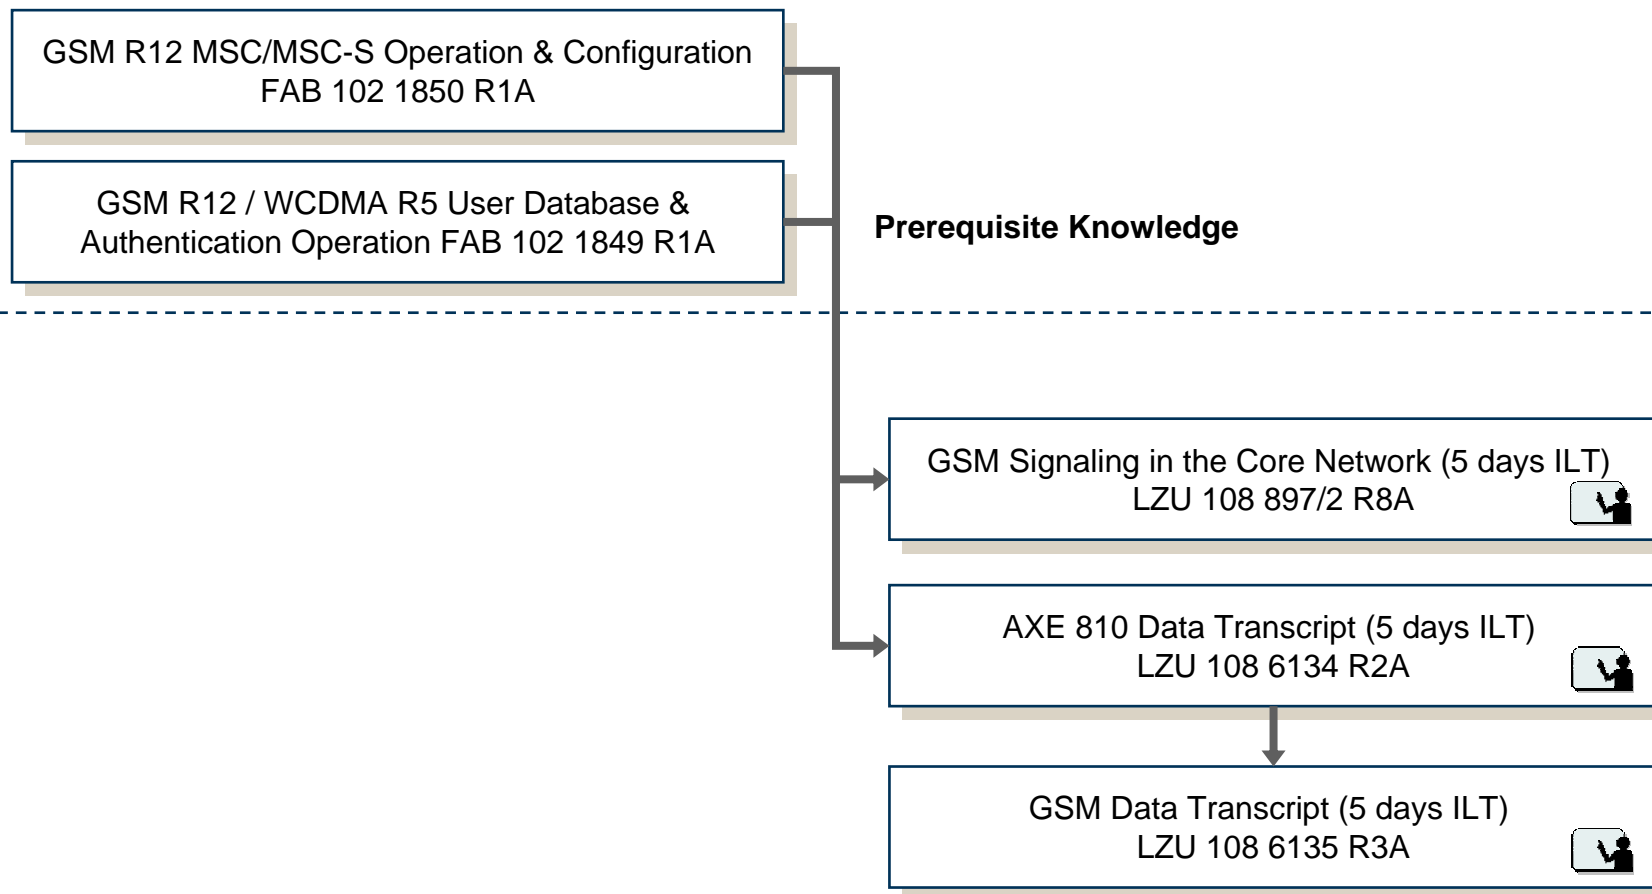 GSM R12 MSC/MSC-S Operation & Configuration
FAB 102 1850 R1A
GSM R12 / WCDMA R5 User Database &
Authentication Operation FAB 102 1849 R1A
Prerequisite Knowledge
GSM Signaling in the Core Network (5 days ILT)
LZU 108 897/2 R8A
AXE 810 Data Transcript (5 days ILT)
LZU 108 6134 R2A
GSM Data Transcript (5 days ILT)
LZU 108 6135 R3A